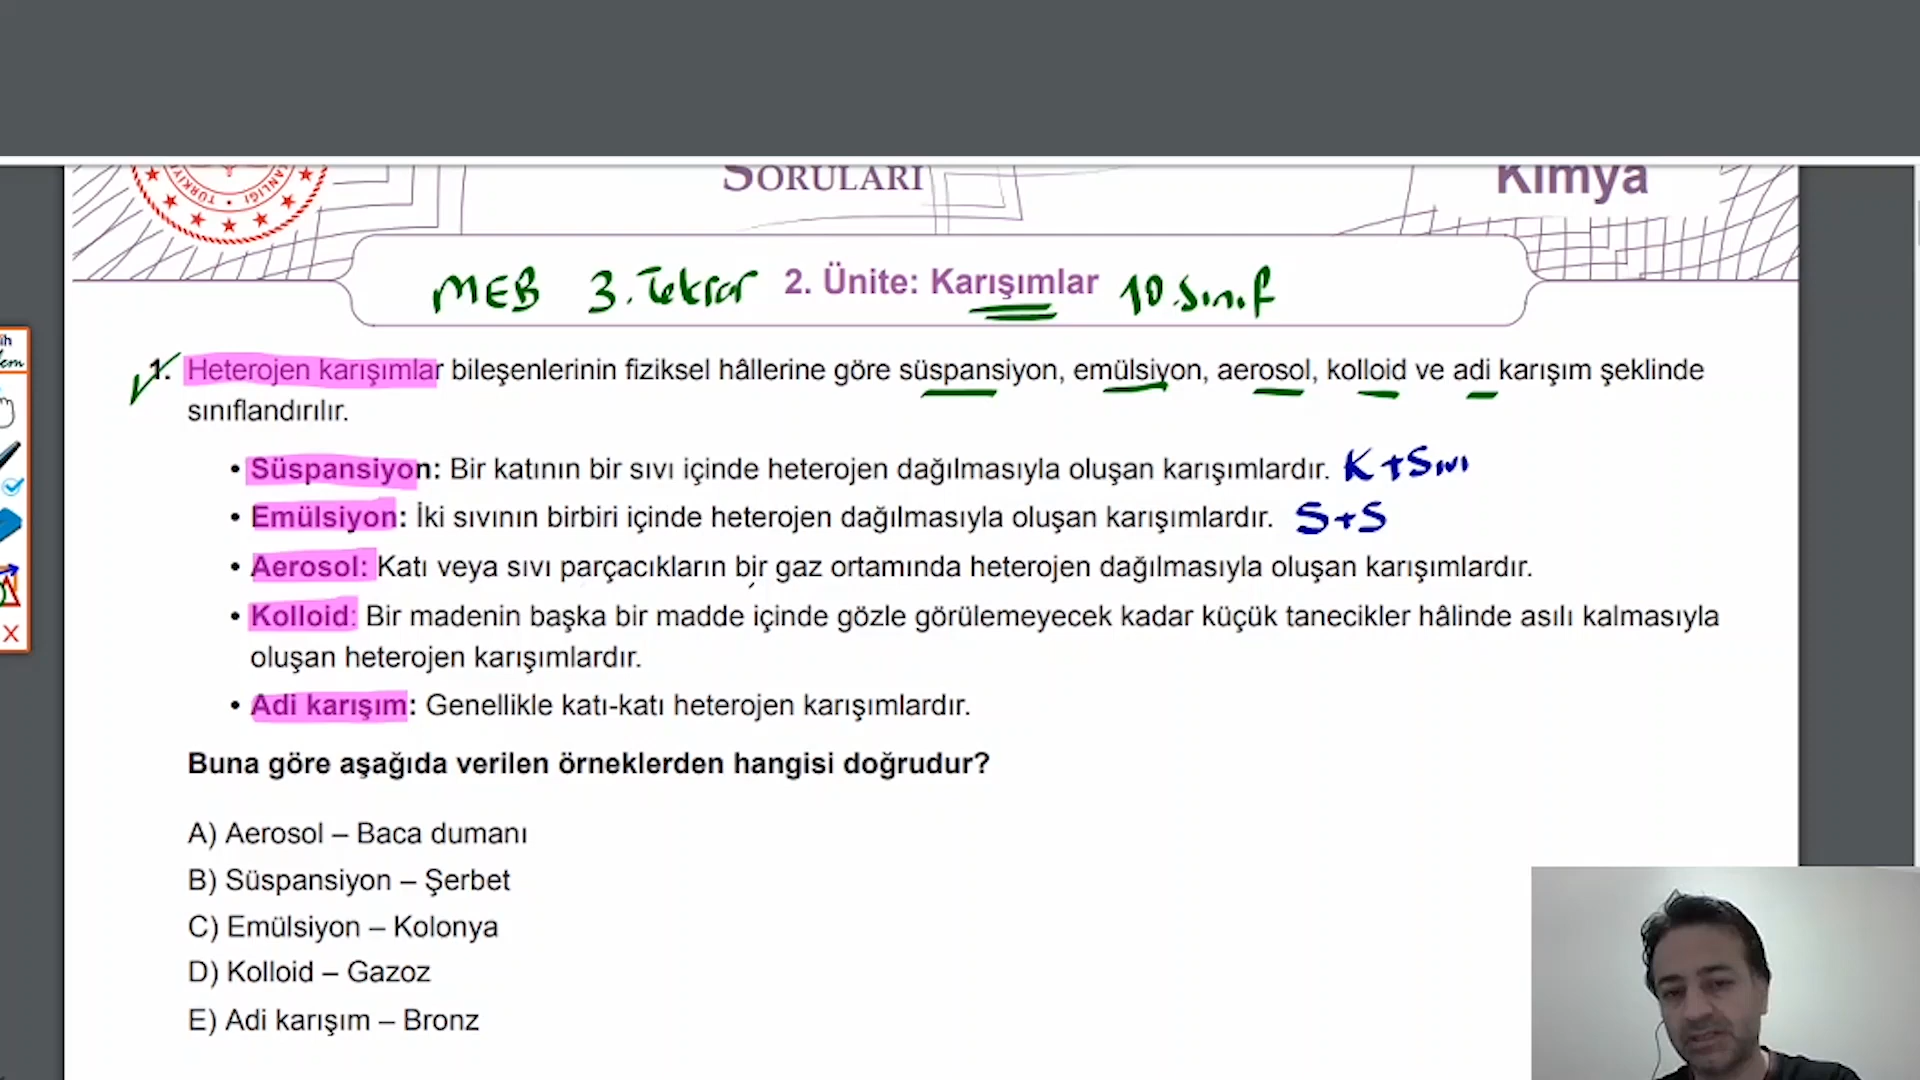 SORULARI
Kimya
TÜRKİY
ANLIĞI
MEB 3. Tekrar 2. Ünite: Karışımlar 10. Sınıf
1. Heterojen karışımlar bileşenlerinin fiziksel hâllerine göre süspansiyon, emülsiyon, aerosol, kolloid ve adi karışım şeklinde
sınıflandırılır.
• Süspansiyon: Bir katının bir sıvı içinde heterojen dağılmasıyla oluşan karışımlardır. K+Sıvı
• Emülsiyon: İki sıvının birbiri içinde heterojen dağılmasıyla oluşan karışımlardır. S+S
• Aerosol: Katı veya sıvı parçacıkların bir gaz ortamında heterojen dağılmasıyla oluşan karışımlardır.
• Kolloid: Bir madenin başka bir madde içinde gözle görülemeyecek kadar küçük tanecikler hâlinde asılı kalmasıyla
oluşan heterojen karışımlardır.
• Adi karışım: Genellikle katı-katı heterojen karışımlardır.
Buna göre aşağıda verilen örneklerden hangisi doğrudur?
A) Aerosol – Baca dumanı
B) Süspansiyon – Şerbet
C) Emülsiyon – Kolonya
D) Kolloid – Gazoz
E) Adi karışım – Bronz